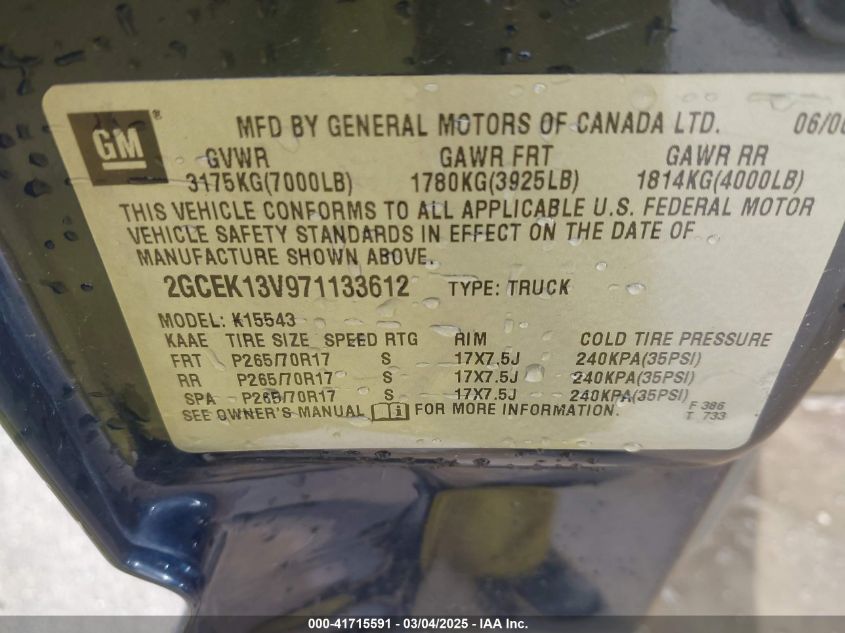 GM ® MFD BY GENERAL MOTORS OF CANADA LTD.
GVWR GAWR FRT GAWR RR
3175KG(7000LB) 1780KG(3925LB) 1814KG(4000LB)
THIS VEHICLE CONFORMS TO ALL APPLICABLE U.S. FEDERAL MOTOR
VEHICLE SAFETY STANDARDS IN EFFECT ON THE DATE OF
MANUFACTURE SHOWN ABOVE.
2GCEK13V971133612 TYPE: TRUCK
MODEL: K15543
KAAE TIRE SIZE SPEED RTG RIM COLD TIRE PRESSURE
FRT P265/70R17 S 17X7.5J 240KPA(35PSI)
RR P265/70R17 S 17X7.5J 240KPA(35PSI)
SPA P265/70R17 S 17X7.5J 240KPA(35PSI)
SEE OWNER'S MANUAL FOR MORE INFORMATION. F 386
T 733
000-41715591 - 03/04/2025 - IAA Inc.